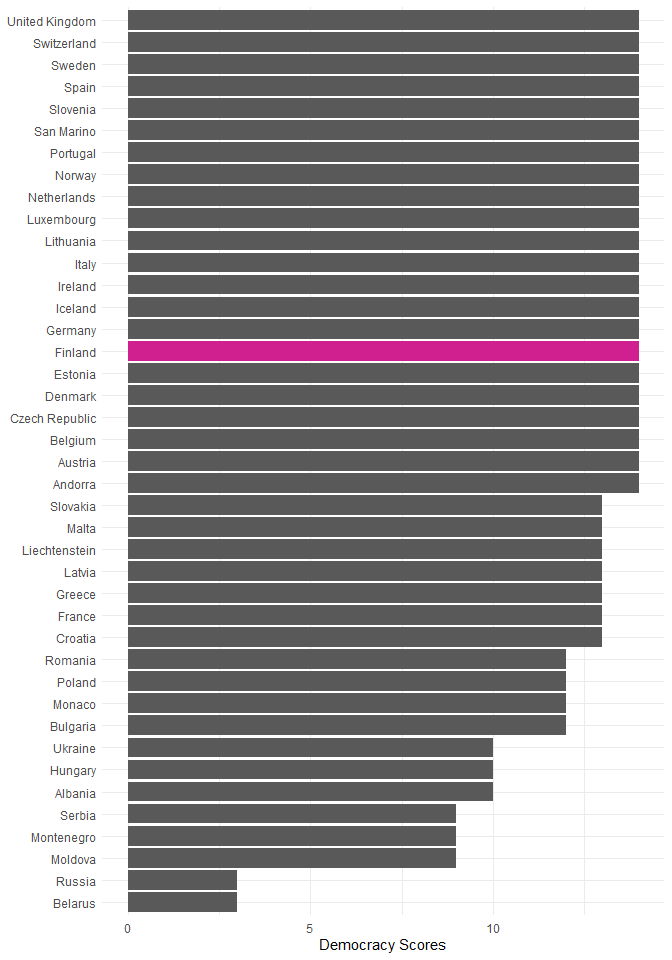 United Kingdom
Switzerland
Sweden
Spain
Slovenia
San Marino
Portugal
Norway
Netherlands
Luxembourg
Lithuania
Italy
Ireland
Iceland
Germany
Finland
Estonia
Denmark
Czech Republic
Belgium
Austria
Andorra
Slovakia
Malta
Liechtenstein
Latvia
Greece
France
Croatia
Romania
Poland
Monaco
Bulgaria
Ukraine
Hungary
Albania
Serbia
Montenegro
Moldova
Russia
Belarus
0 5 10
Democracy Scores